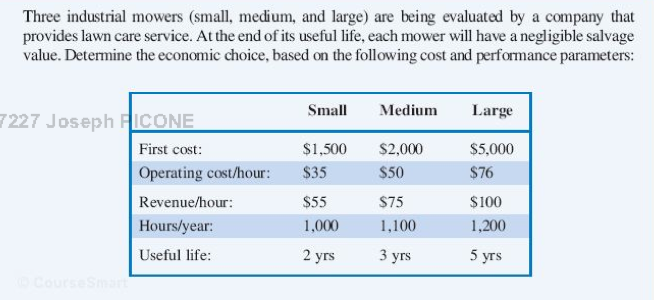 Three industrial mowers (small, medium, and large) are being evaluated by a company that
provides lawn care service. At the end of its useful life, each mower will have a negligible salvage
value. Determine the economic choice, based on the following cost and performance parameters:
Small Medium Large
7227 Joseph PICONE
First cost: $1,500 $2,000 $5,000
Operating cost/hour: $35 $50 $76
Revenue/hour: $55 $75 $100
Hours/year: 1,000 1,100 1,200
Useful life: 2 yrs 3 yrs 5 yrs
© CourseSmart